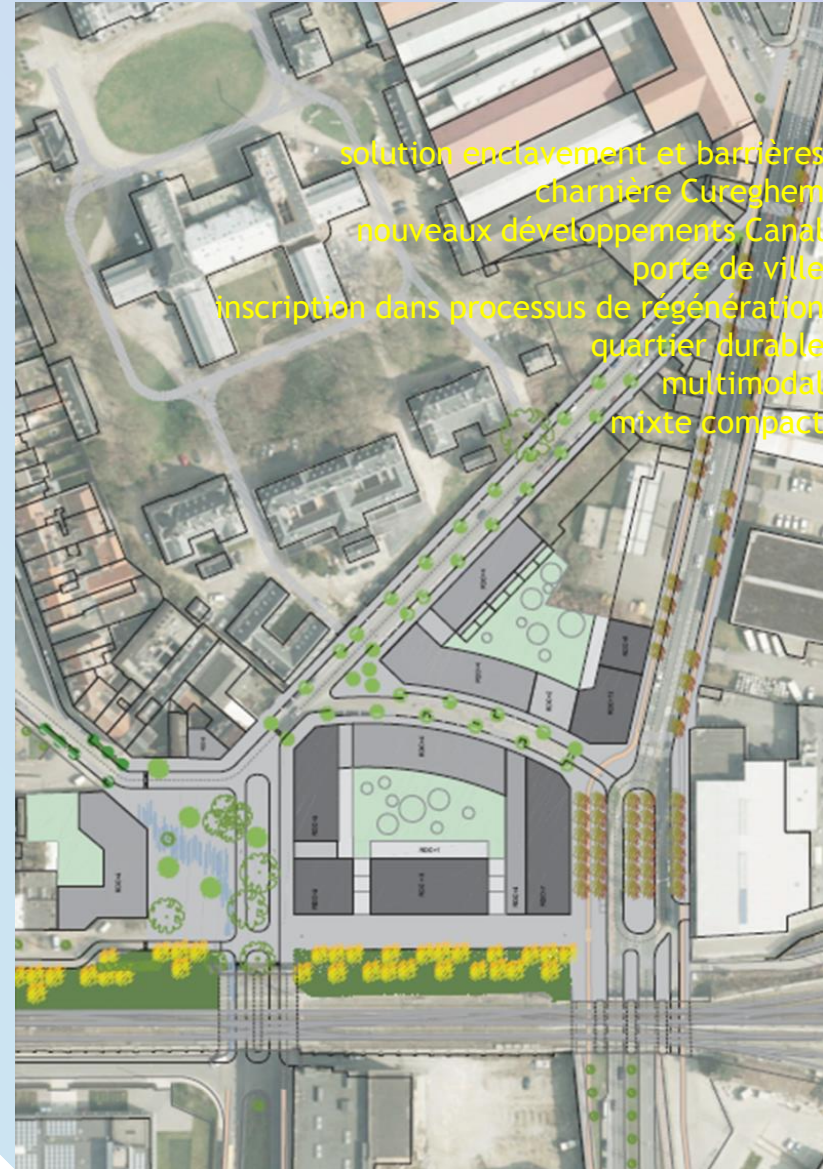 solution enclavement et barrières
charnière Cureghem
nouveaux développements Canal
porte de ville
inscription dans processus de régénération
quartier durable
multimodal
mixte compact